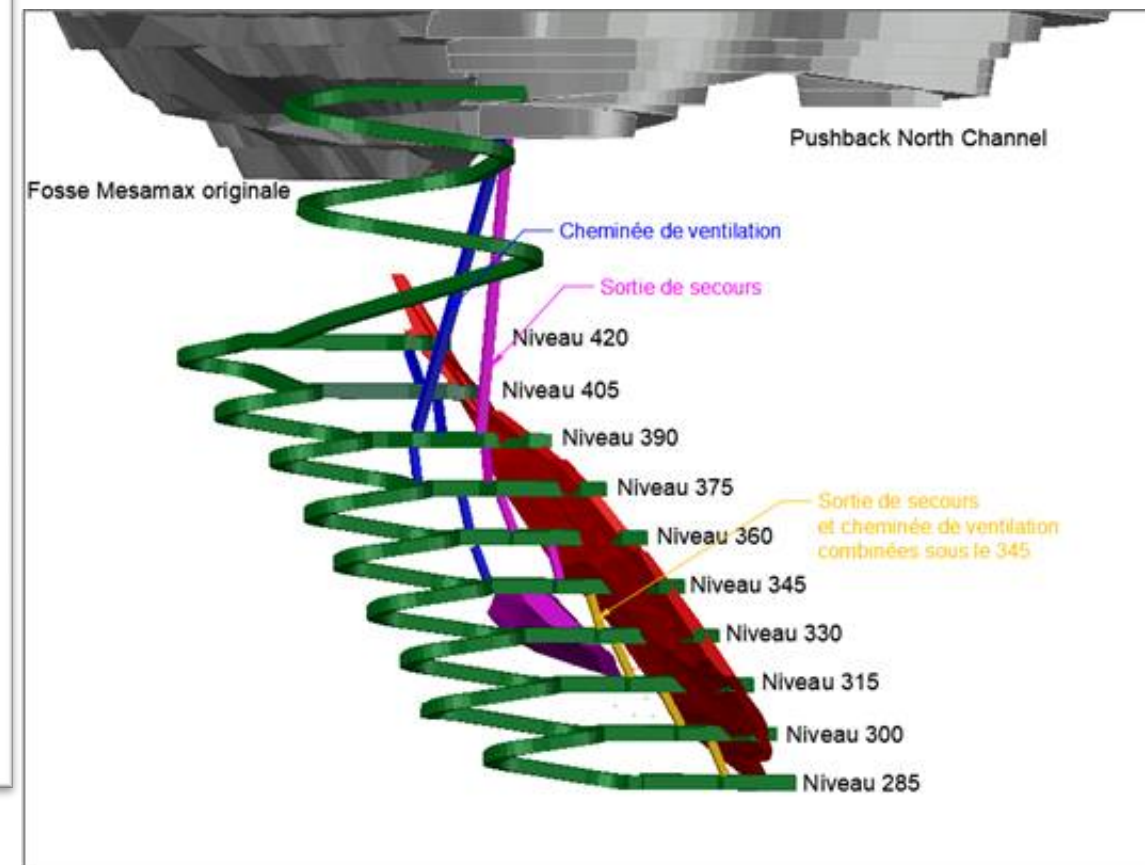 Pushback North Channel
Fosse Mesamax originale
Cheminée de ventilation
Sortie de secours
Niveau 420
Niveau 405
Niveau 390
Niveau 375
Sortie de secours
et cheminée de ventilation
combinées sous le 345
Niveau 360
Niveau 345
Niveau 330
Niveau 315
Niveau 300
Niveau 285